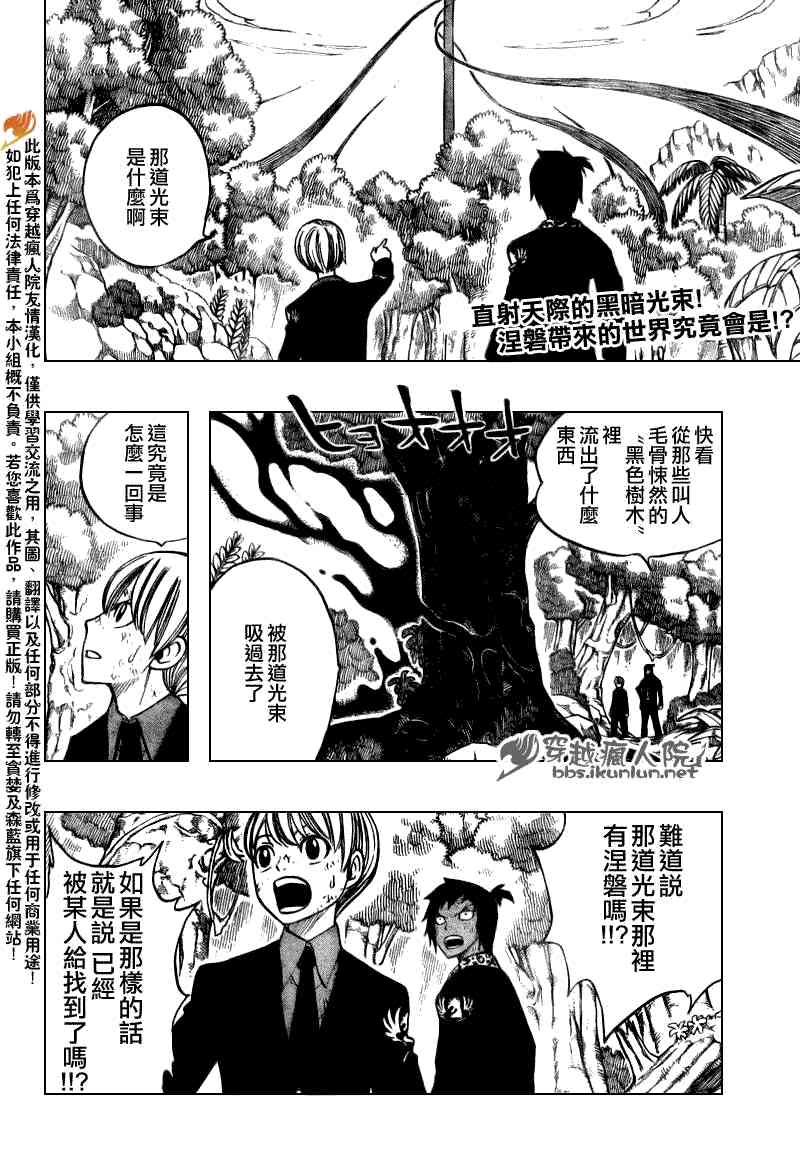 那道光束
是什麼啊
直射天際的黑暗光束!
涅磐帶來的世界究竟會是!?
快看
從那些叫人
毛骨悚然的
〝黑色樹木〞
裡
流出了什麼
東西
ヒョオオオ
被那道光束
吸過去了
這究竟是
怎麼一回事
穿越瘋人院
bbs.ikunlun.net
難道說
那道光束那裡
有涅磐嗎!!?
如果是那樣的話
就是說 已經
被某人給找到了嗎!!?
此版本爲穿越瘋人院友情漢化，僅供學習交流之用，其圖、翻譯以及任何部分不得進行修改或用于任何商業用途！
如犯上任何法律責任，本小組概不負責。若您喜歡此作品，請購買正版！請勿轉至貪婪及森藍旗下任何網站！